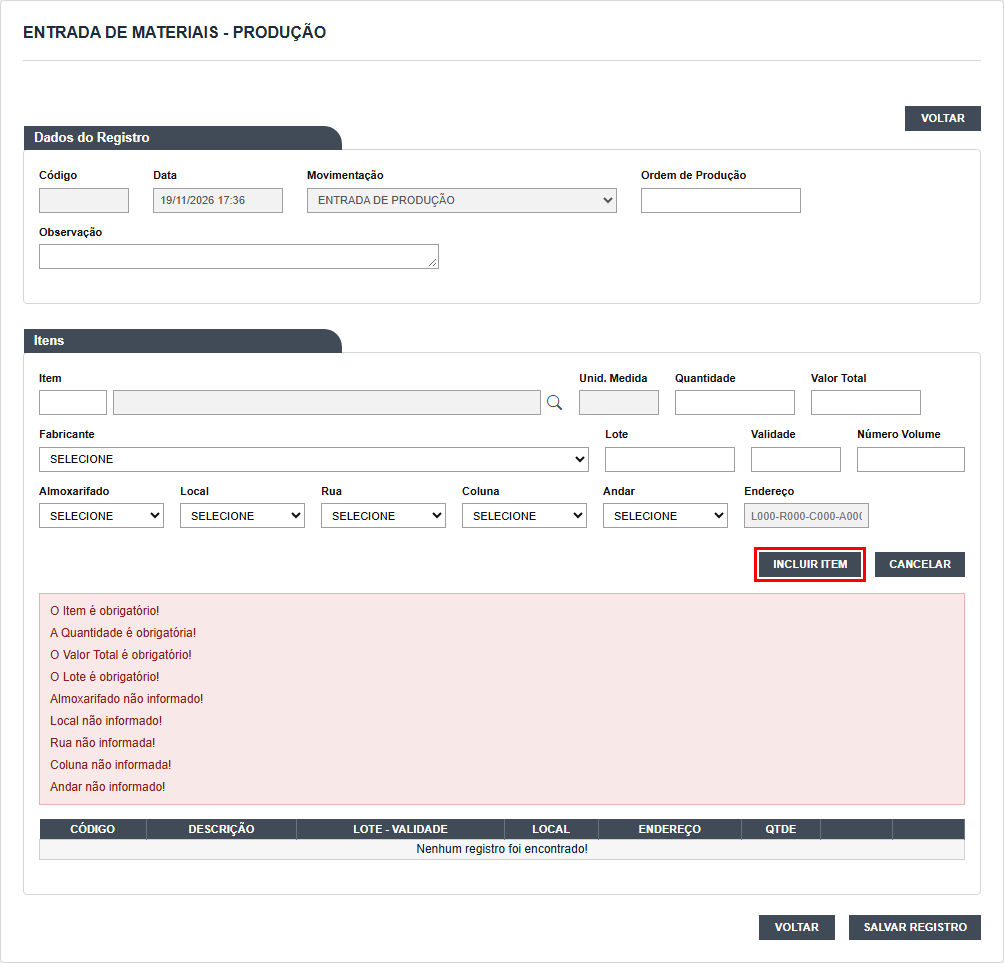 ENTRADA DE MATERIAIS - PRODUÇÃO
VOLTAR
Dados do Registro
Código Data Movimentação Ordem de Produção
19/11/2026 17:36 ENTRADA DE PRODUÇÃO
Observação
Itens
Item Unid. Medida Quantidade Valor Total
Fabricante Lote Validade Número Volume
SELECIONE
Almoxarifado Local Rua Coluna Andar Endereço
SELECIONE SELECIONE SELECIONE SELECIONE SELECIONE L000-R000-C000-A000
INCLUIR ITEM CANCELAR
O Item é obrigatório!
A Quantidade é obrigatória!
O Valor Total é obrigatório!
O Lote é obrigatório!
Almoxarifado não informado!
Local não informado!
Rua não informada!
Coluna não informada!
Andar não informado!
CÓDIGO DESCRIÇÃO LOTE - VALIDADE LOCAL ENDEREÇO QTDE
Nenhum registro foi encontrado!
VOLTAR SALVAR REGISTRO